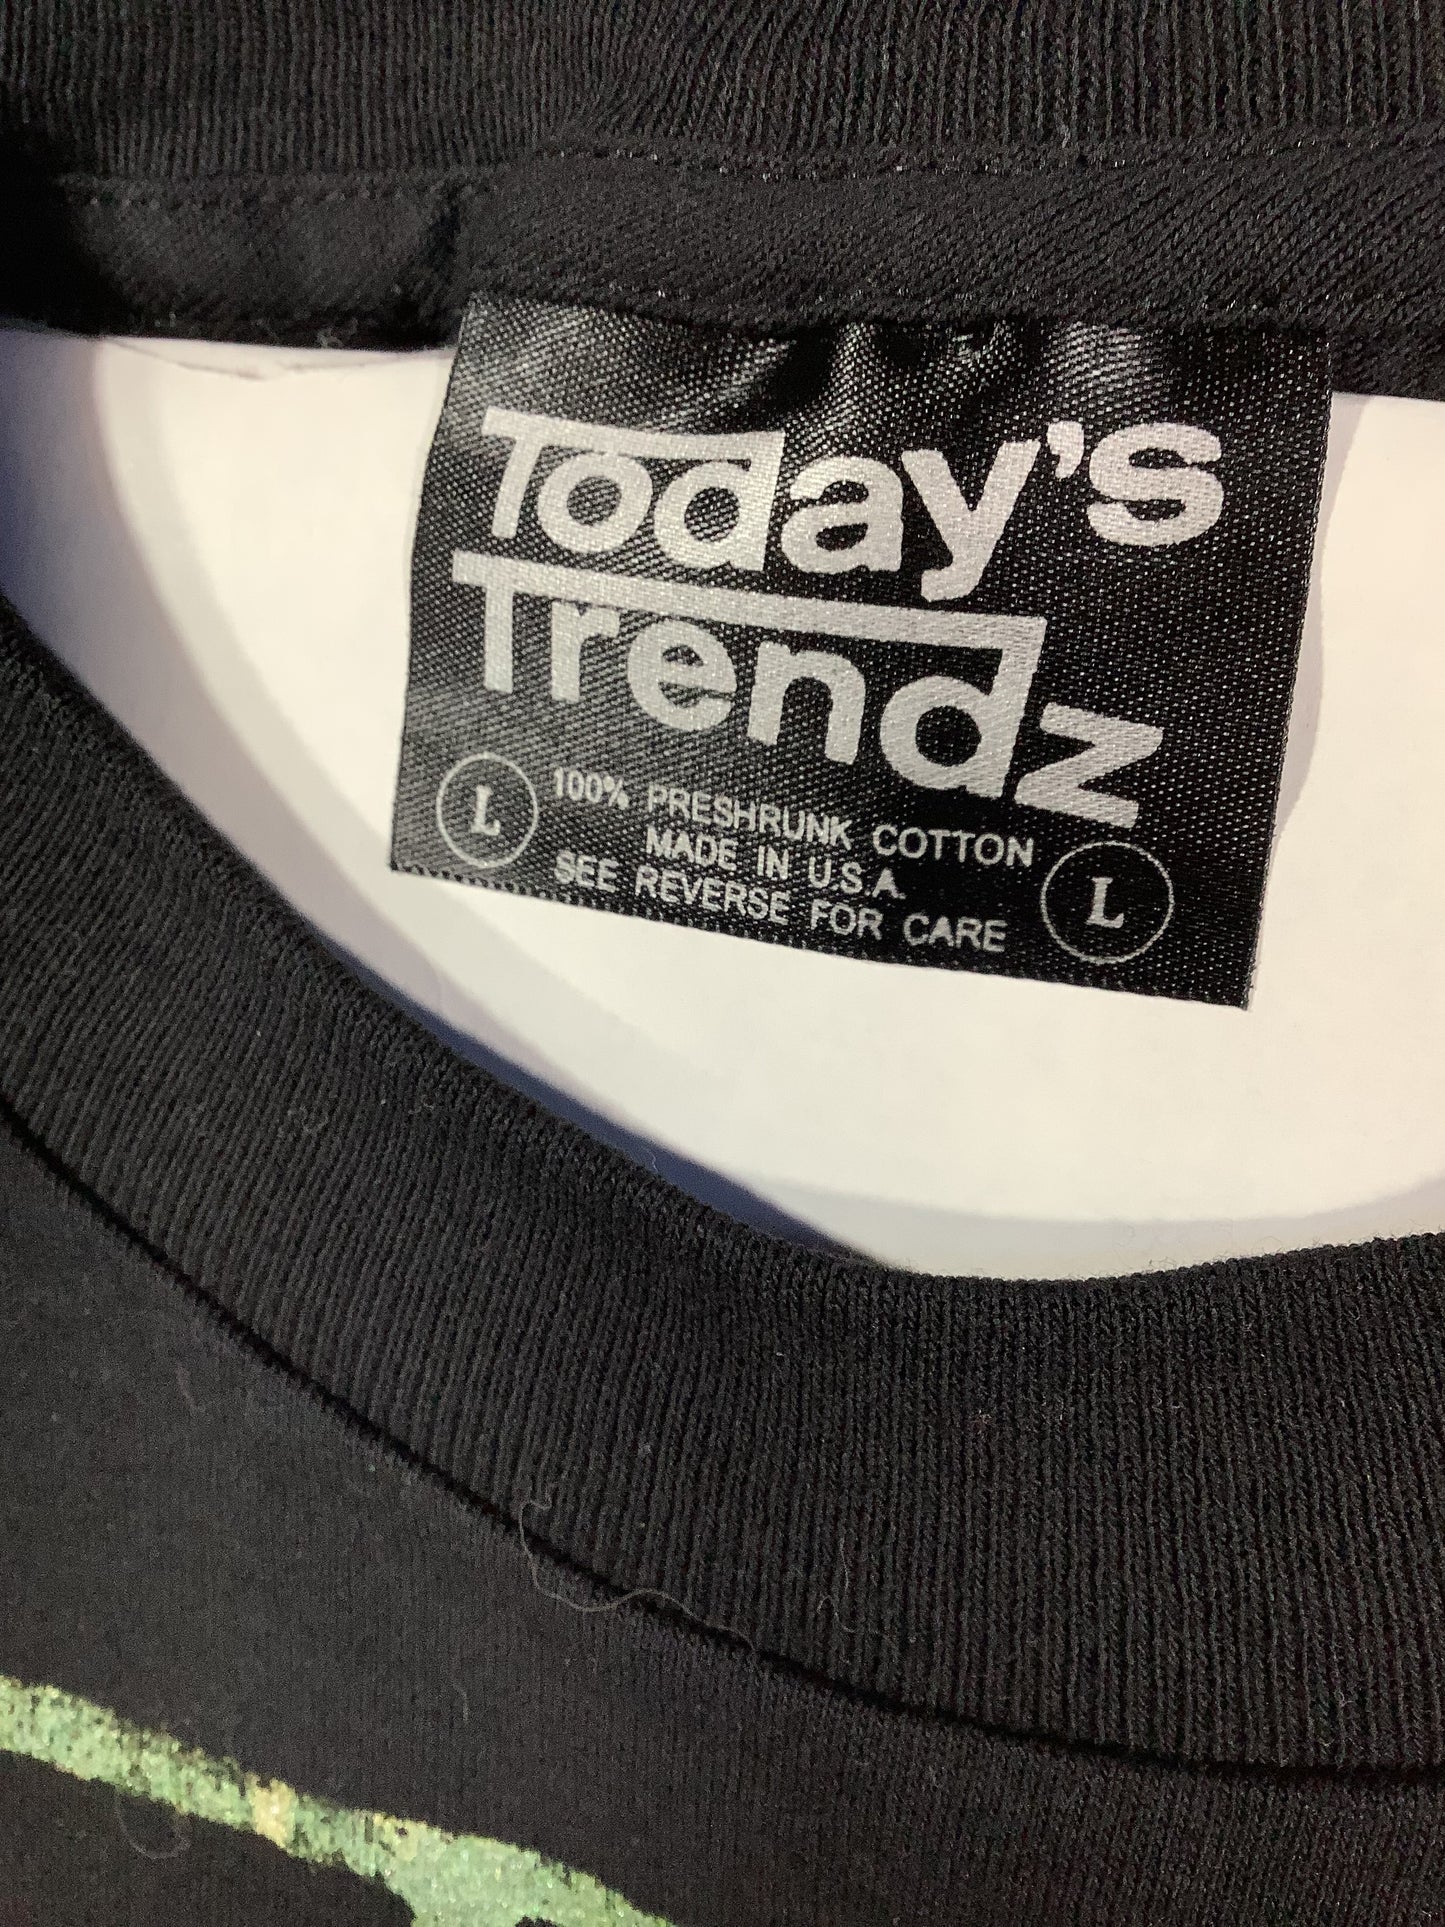 Today's
Trendz
L 100% PRESHRUNK COTTON L
MADE IN U.S.A.
SEE REVERSE FOR CARE